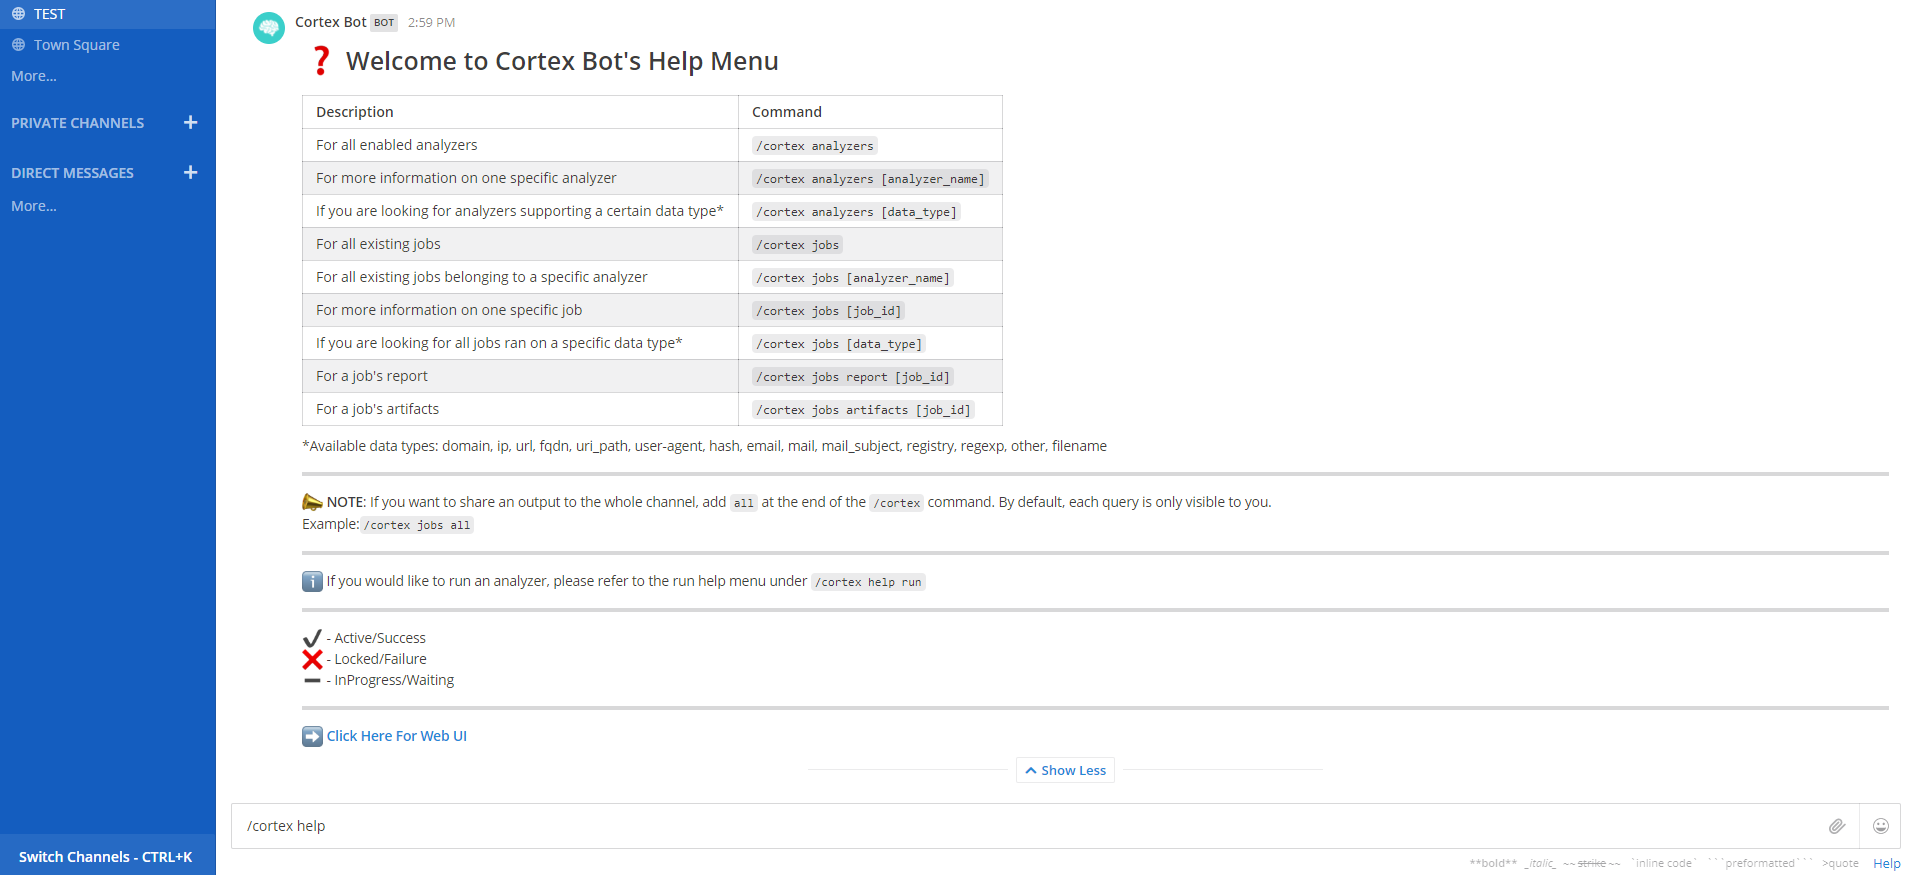 TEST
Town Square
More...
PRIVATE CHANNELS +
DIRECT MESSAGES +
More...
Switch Channels - CTRL+K
Cortex Bot BOT 2:59 PM
Welcome to Cortex Bot's Help Menu
Description Command
For all enabled analyzers /cortex analyzers
For more information on one specific analyzer /cortex analyzers [analyzer_name]
If you are looking for analyzers supporting a certain data type* /cortex analyzers [data_type]
For all existing jobs /cortex jobs
For all existing jobs belonging to a specific analyzer /cortex jobs [analyzer_name]
For more information on one specific job /cortex jobs [job_id]
If you are looking for all jobs ran on a specific data type* /cortex jobs [data_type]
For a job's report /cortex jobs report [job_id]
For a job's artifacts /cortex jobs artifacts [job_id]
*Available data types: domain, ip, url, fqdn, uri_path, user-agent, hash, email, mail, mail_subject, registry, regexp, other, filename
NOTE: If you want to share an output to the whole channel, add all at the end of the /cortex command. By default, each query is only visible to you.
Example: /cortex jobs all
If you would like to run an analyzer, please refer to the run help menu under /cortex help run
- Active/Success
- Locked/Failure
- InProgress/Waiting
Click Here For Web UI
Show Less
/cortex help
**bold** _italic_ ~~strike~~ `inline code` ```preformatted``` >quote Help